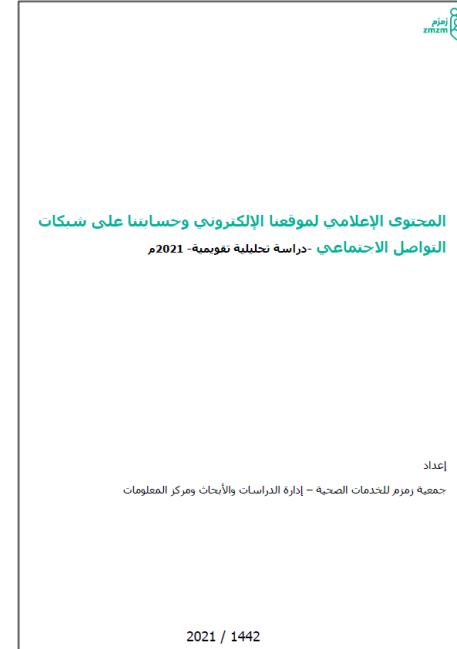 زمزم
zmzm
المحتوى الإعلامي لموقعنا الإلكتروني وحسابتنا على شبكات
التواصل الاجتماعي -دراسة تحليلية تقويمية- 2021م
إعداد
جمعية زمزم للخدمات الصحية – إدارة الدراسات والأبحاث ومركز المعلومات
2021 / 1442